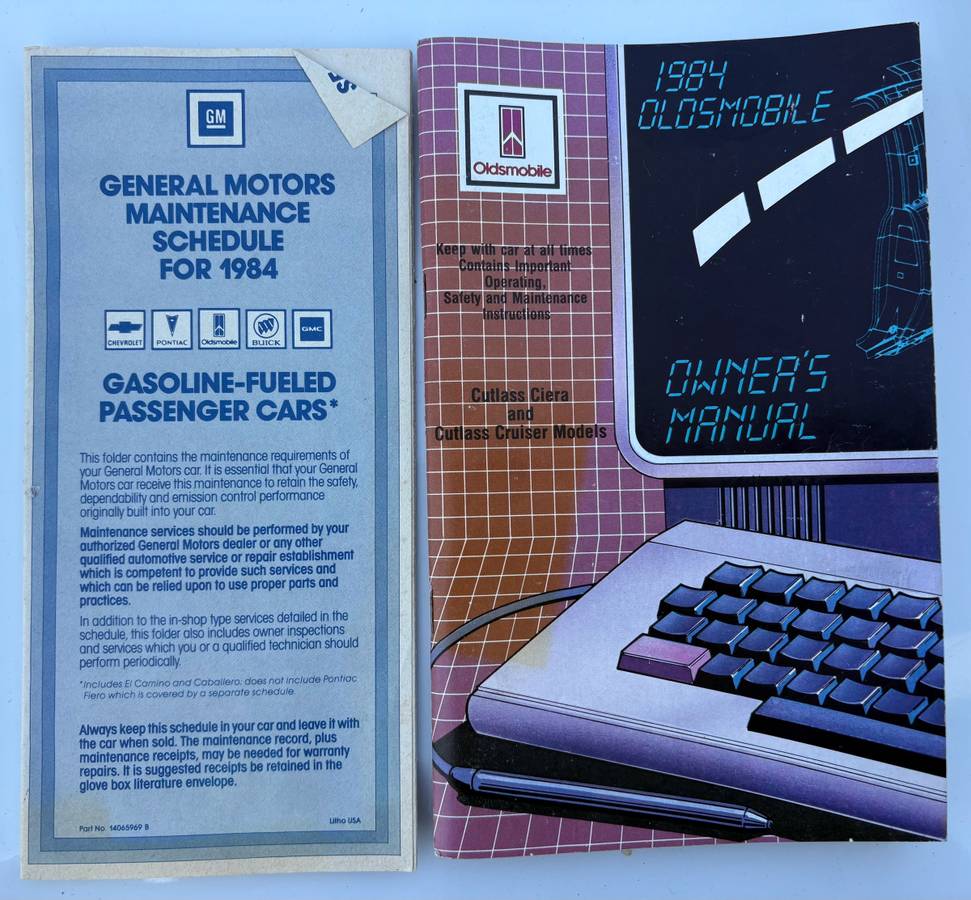 GM
GENERAL MOTORS
MAINTENANCE
SCHEDULE
FOR 1984
CHEVROLET PONTIAC Oldsmobile BUICK GMC
GASOLINE-FUELED
PASSENGER CARS*
This folder contains the maintenance requirements of
your General Motors car. It is essential that your General
Motors car receive this maintenance to retain the safety,
dependability and emission control performance
originally built into your car.
Maintenance services should be performed by your
authorized General Motors dealer or any other
qualified automotive service or repair establishment
which is competent to provide such services and
which can be relied upon to use proper parts and
practices.
In addition to the in-shop type services detailed in the
schedule, this folder also includes owner inspections
and services which you or a qualified technician should
perform periodically.
*Includes El Camino and Caballero; does not include Pontiac
Fiero which is covered by a separate schedule.
Always keep this schedule in your car and leave it with
the car when sold. The maintenance record, plus
maintenance receipts, may be needed for warranty
repairs. It is suggested receipts be retained in the
glove box literature envelope.
Part No. 14065969 B
Litho USA
Oldsmobile
Keep with car at all times
Contains Important
Operating,
Safety and Maintenance
Instructions
Cutlass Ciera
and
Cutlass Cruiser Models
1984
OLDSMOBILE
OWNER'S
MANUAL